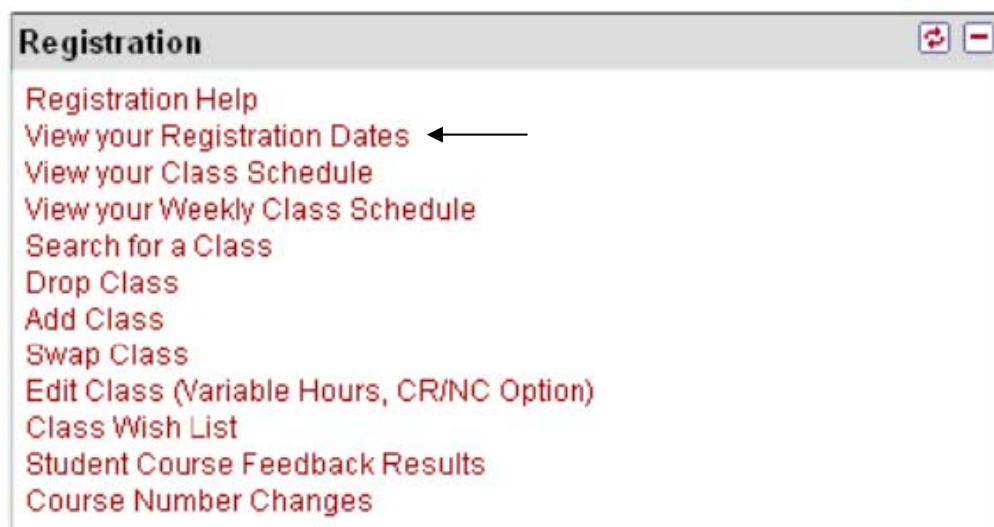 Registration
Registration Help
View your Registration Dates
View your Class Schedule
View your Weekly Class Schedule
Search for a Class
Drop Class
Add Class
Swap Class
Edit Class (Variable Hours, CR/NC Option)
Class Wish List
Student Course Feedback Results
Course Number Changes